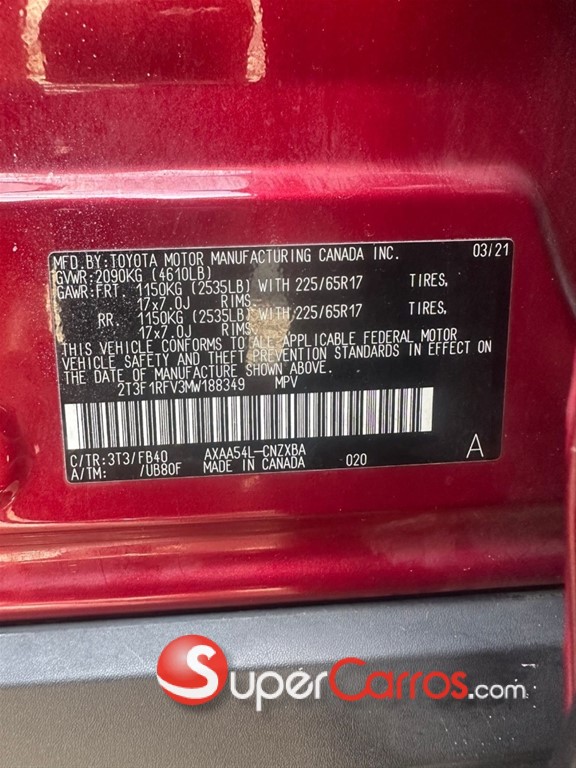 MFD.BY:TOYOTA MOTOR MANUFACTURING CANADA INC. 03/21
GVWR:2090KG (4610LB)
GAWR:FRT. 1150KG (2535LB) WITH 225/65R17 TIRES,
17x7.0J RIMS,
RR. 1150KG (2535LB) WITH 225/65R17 TIRES,
17x7.0J RIMS.
THIS VEHICLE CONFORMS TO ALL APPLICABLE FEDERAL MOTOR
VEHICLE SAFETY AND THEFT PREVENTION STANDARDS IN EFFECT ON
THE DATE OF MANUFACTURE SHOWN ABOVE.
2T3F1RFV3MW188349 MPV
C/TR:3T3/FB40 AXAA54L-CNZXBA A
A/TM: /UB80F MADE IN CANADA 020
SUPERCARROS.com